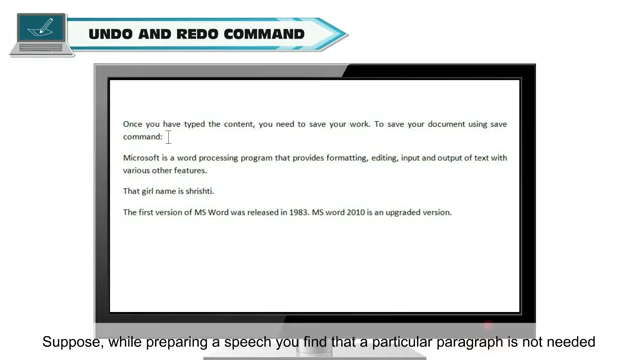 UNDO AND REDO COMMAND
Once you have typed the content, you need to save your work. To save your document using save
command:
Microsoft is a word processing program that provides formatting, editing, input and output of text with
various other features.
That girl name is shrishti.
The first version of MS Word was released in 1983. MS word 2010 is an upgraded version.
Suppose, while preparing a speech you find that a particular paragraph is not needed